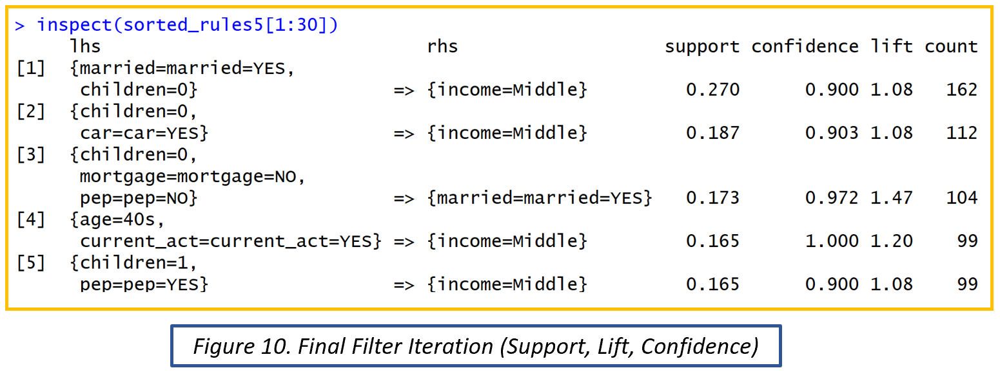 > inspect(sorted_rules5[1:30])
lhs rhs support confidence lift count
[1] {married=married=YES,
children=0} => {income=Middle} 0.270 0.900 1.08 162
[2] {children=0,
car=car=YES} => {income=Middle} 0.187 0.903 1.08 112
[3] {children=0,
mortgage=mortgage=NO,
pep=pep=NO} => {married=married=YES} 0.173 0.972 1.47 104
[4] {age=40s,
current_act=current_act=YES} => {income=Middle} 0.165 1.000 1.20 99
[5] {children=1,
pep=pep=YES} => {income=Middle} 0.165 0.900 1.08 99
Figure 10. Final Filter Iteration (Support, Lift, Confidence)